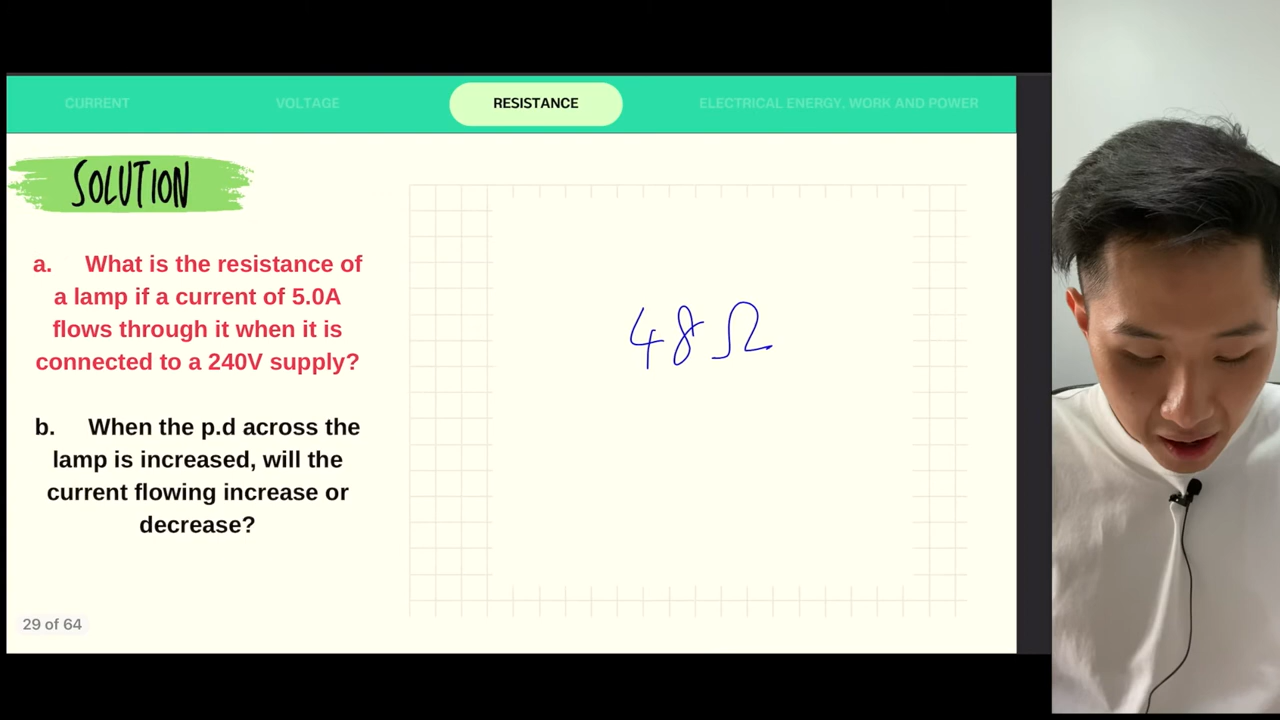 CURRENT VOLTAGE RESISTANCE ELECTRICAL ENERGY, WORK AND POWER
SOLUTION
a. What is the resistance of
a lamp if a current of 5.0A
flows through it when it is
connected to a 240V supply?
48 Ω
b. When the p.d across the
lamp is increased, will the
current flowing increase or
decrease?
29 of 64